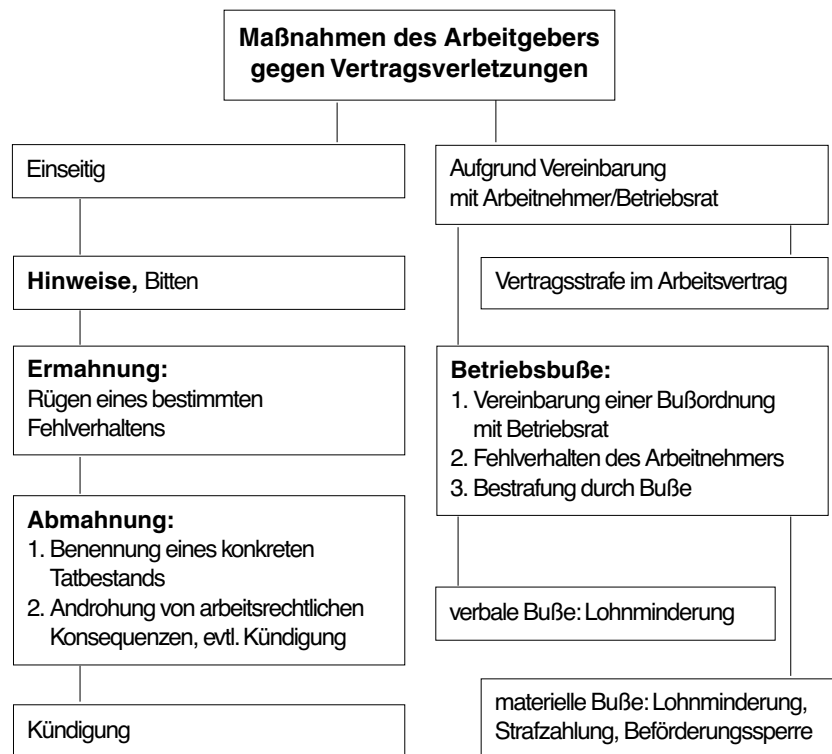 Maßnahmen des Arbeitgebers
gegen Vertragsverletzungen
Einseitig
Hinweise, Bitten
Ermahnung:
Rügen eines bestimmten
Fehlverhaltens
Abmahnung:
1. Benennung eines konkreten
Tatbestands
2. Androhung von arbeitsrechtlichen
Konsequenzen, evtl. Kündigung
Kündigung
Aufgrund Vereinbarung
mit Arbeitnehmer/Betriebsrat
Vertragsstrafe im Arbeitsvertrag
Betriebsbuße:
1. Vereinbarung einer Bußordnung
mit Betriebsrat
2. Fehlverhalten des Arbeitnehmers
3. Bestrafung durch Buße
verbale Buße: Lohnminderung
materielle Buße: Lohnminderung,
Strafzahlung, Beförderungssperre